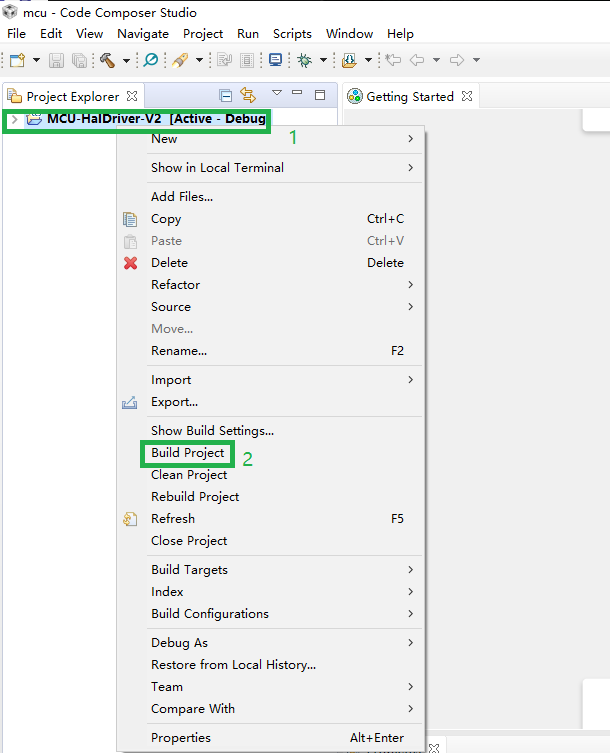 mcu - Code Composer Studio
File Edit View Navigate Project Run Scripts Window Help
Project Explorer Getting Started
MCU-HalDriver-V2 [Active - Debug
1
New
Show in Local Terminal
Add Files...
Copy Ctrl+C
Paste Ctrl+V
Delete Delete
Refactor
Source
Move...
Rename... F2
Import
Export...
Show Build Settings...
Build Project 2
Clean Project
Rebuild Project
Refresh F5
Close Project
Build Targets
Index
Build Configurations
Debug As
Restore from Local History...
Team
Compare With
Properties Alt+Enter